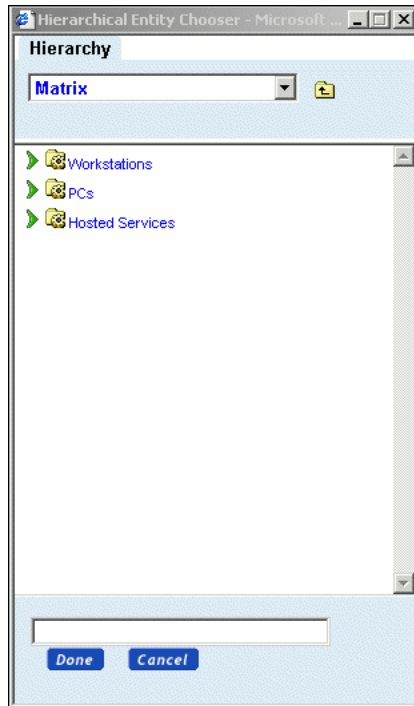 Hierarchical Entity Chooser - Microsoft ...
Hierarchy
Matrix
Workstations
PCs
Hosted Services
Done Cancel